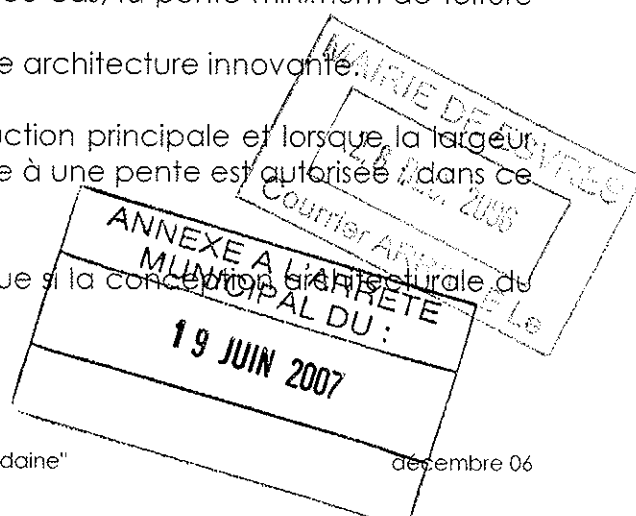 la pente minimum de toiture
e architecture innovante.
uction principale et lorsque la largeur
e à une pente est autorisée : dans ce
ue si la conception architecturale du
MAIRIE DE
2006
Courrier
ANNEXE A L'ARRETE
MUNICIPAL DU :
19 JUIN 2007
daine"
décembre 06